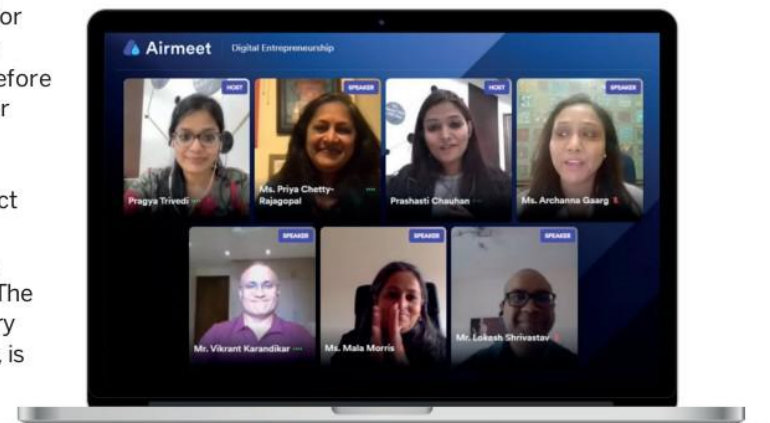 or
efore
r
ct
The
ry
, is
Airmeet Digital Entrepreneurship
HOST
SPEAKER
HOST
SPEAKER
Pragya Trivedi
Ms. Priya Chetty-
Rajagopal
Prashasti Chauhan
Ms. Archanna Gaarg
SPEAKER
SPEAKER
SPEAKER
Mr. Vikrant Karandikar
Ms. Mala Morris
Mr. Lokesh Shrivastav